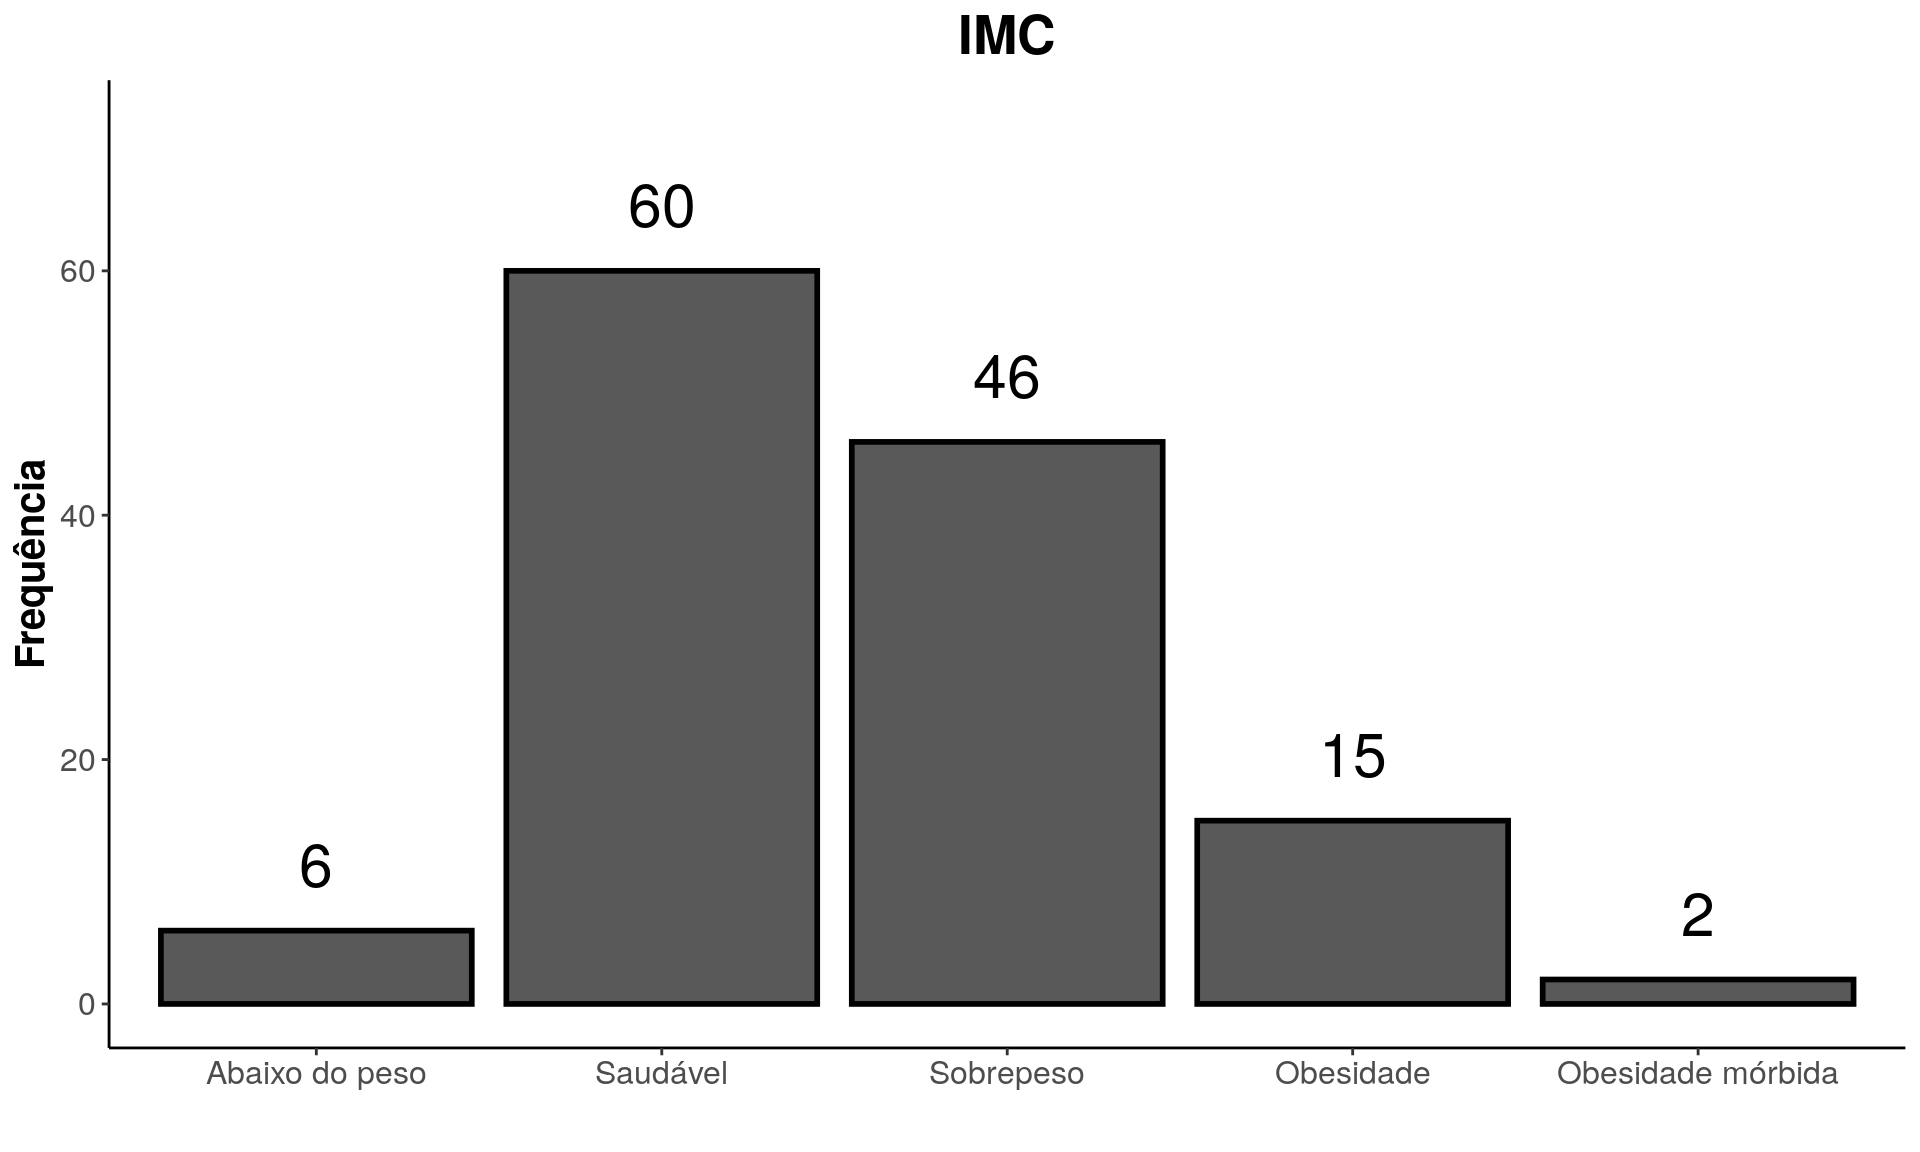 IMC
Frequência
60
40
20
0
6
60
46
15
2
Abaixo do peso
Saudável
Sobrepeso
Obesidade
Obesidade mórbida